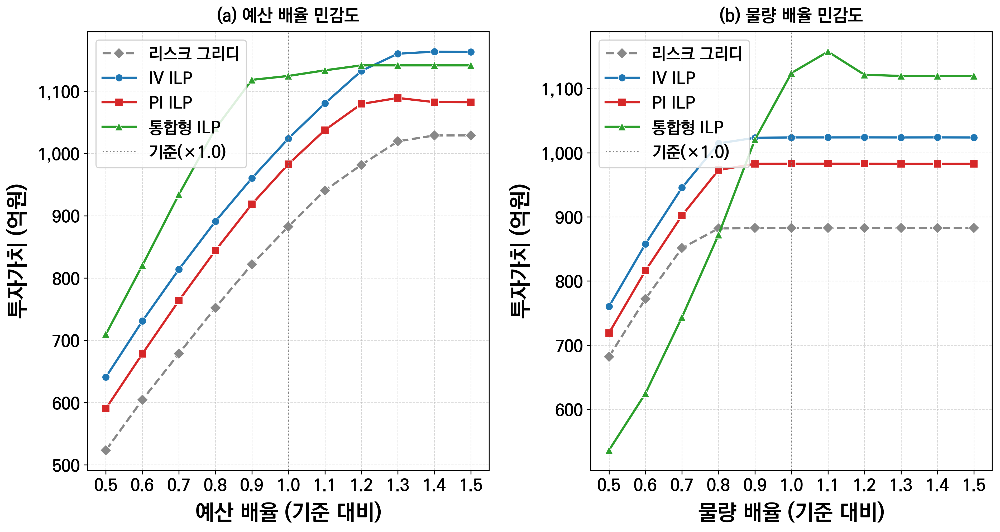 (a) 예산 배율 민감도
리스크 그리디
IV ILP
PI ILP
통합형 ILP
기준(×1.0)
투자가치 (억원)
1,100
1,000
900
800
700
600
500
0.5 0.6 0.7 0.8 0.9 1.0 1.1 1.2 1.3 1.4 1.5
예산 배율 (기준 대비)
(b) 물량 배율 민감도
리스크 그리디
IV ILP
PI ILP
통합형 ILP
기준(×1.0)
투자가치 (억원)
1,100
1,000
900
800
700
600
0.5 0.6 0.7 0.8 0.9 1.0 1.1 1.2 1.3 1.4 1.5
물량 배율 (기준 대비)